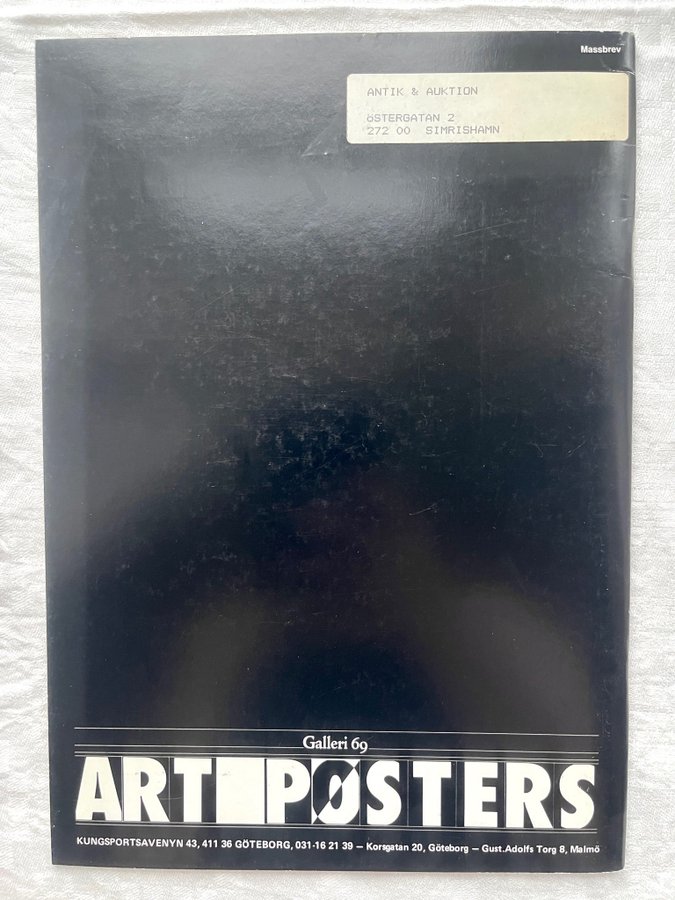 Massbrev
ANTIK & AUKTION
öSTERGATAN 2
272 00 SIMRISHAMN
Galleri 69
ART PØSTERS
KUNGSPORTSAVENYN 43, 411 36 GÖTEBORG, 031-16 21 39 — Korsgatan 20, Göteborg — Gust.Adolfs Torg 8, Malmö